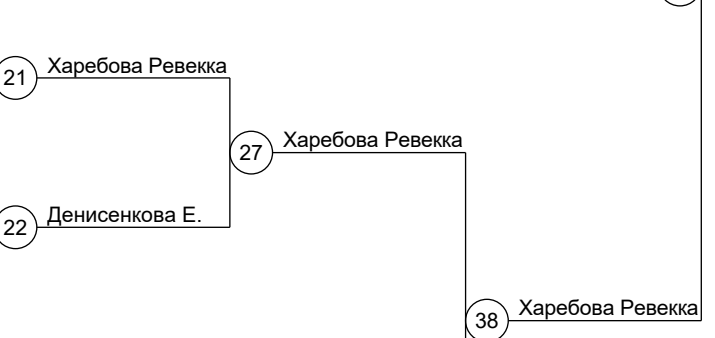 21 Харебова Ревекка
27 Харебова Ревекка
22 Денисенкова Е.
38 Харебова Ревекка